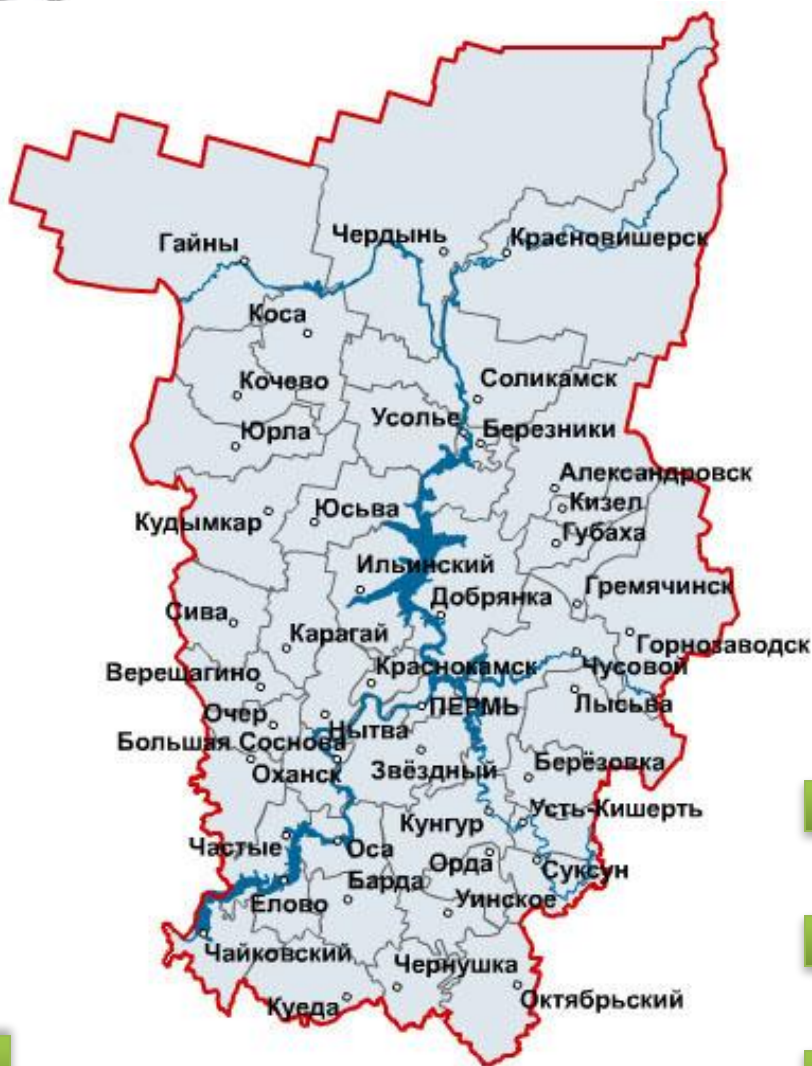 Гайны
Чердынь
Красновишерск
Коса
Кочево
Соликамск
Усолье
Юрла
Березники
Александровск
Кизел
Юсьва
Кудымкар
Губаха
Ильинский
Гремячинск
Добрянка
Сива
Карагай
Горнозаводск
Чусовой
Краснокамск
Верещагино
ПЕРМЬ
Лысьва
Очер
Нытва
Большая Соснова
Оханск
Звёздный
Берёзовка
Усть-Кишерть
Кунгур
Частые
Оса
Орда
Суксун
Барда
Уинское
Елово
Чайковский
Чернушка
Куеда
Октябрьский